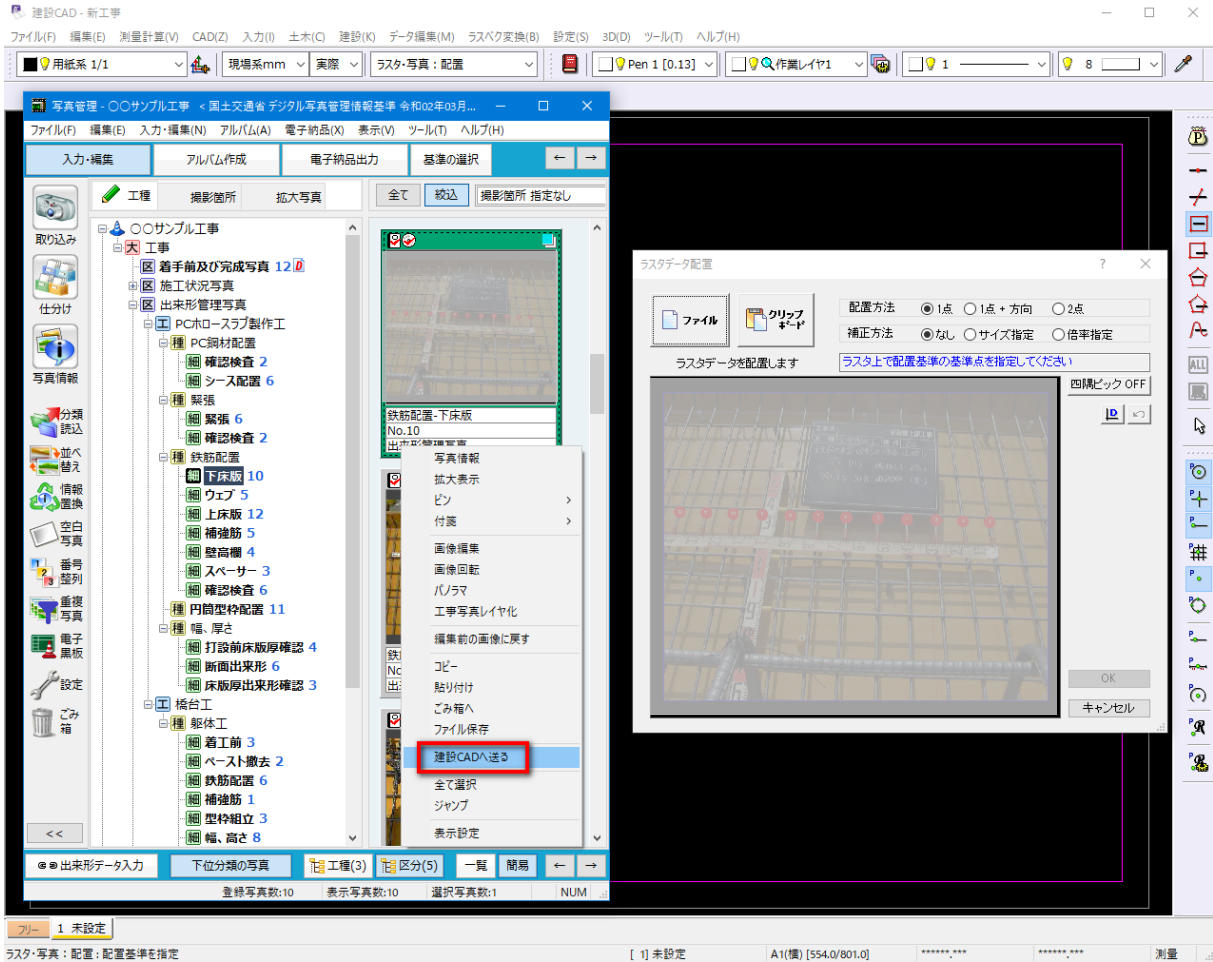 建設CAD - 新工事
ファイル(F) 編集(E) 測量計算(V) CAD(Z) 入力(I) 土木(C) 建設(K) データ編集(M) ラスベク変換(B) 設定(S) 3D(D) ツール(T) ヘルプ(H)
用紙系 1/1 現場系mm 実際 ラスタ・写真：配置 Pen 1 [0.13] 作業レイヤ1 1 8
写真管理 - 〇〇サンプル工事 ＜国土交通省 デジタル写真管理情報基準 令和02年03月...
ファイル(F) 編集(E) 入力・編集(N) アルバム(A) 電子納品(X) 表示(V) ツール(T) ヘルプ(H)
入力・編集 アルバム作成 電子納品出力 基準の選択 ← →
取り込み
仕分け
写真情報
分類読込
並べ替え
情報置換
空白写真
番号整列
重複写真
電子黒板
設定
ごみ箱
<<
工種 撮影箇所 拡大写真
〇〇サンプル工事
大 工事
区 着手前及び完成写真 12
区 施工状況写真
区 出来形管理写真
工 PCホロースラブ製作工
種 PC鋼材配置
細 確認検査 2
細 シース配置 6
種 緊張
細 緊張 6
細 確認検査 2
種 鉄筋配置
細 下床版 10
細 ウェブ 5
細 上床版 12
細 補強筋 5
細 壁高欄 4
細 スペーサー 3
細 確認検査 6
種 円筒型枠配置 11
種 幅、厚さ
細 打設前床版厚確認 4
細 断面出来形 6
細 床版厚出来形確認 3
工 橋台工
種 躯体工
細 着工前 3
細 ペースト撤去 2
細 鉄筋配置 6
細 補強筋 1
細 型枠組立 3
細 幅、高さ 8
全て 絞込 撮影箇所 指定なし
鉄筋配置-下床版
No.10
出来形管理写真
写真情報
拡大表示
ピン
付箋
画像編集
画像回転
パノラマ
工事写真レイヤ化
編集前の画像に戻す
コピー
貼り付け
ごみ箱へ
ファイル保存
建設CADへ送る
全て選択
ジャンプ
表示設定
出来形データ入力 下位分類の写真 工種(3) 区分(5) 一覧 簡易 ← →
登録写真数:10 表示写真数:10 選択写真数:1 NUM
ラスタデータ配置 ?
ファイル クリップボード
配置方法 1点 1点 + 方向 2点
補正方法 なし サイズ指定 倍率指定
ラスタデータを配置します
ラスタ上で配置基準の基準点を指定してください
四隅ピック OFF
OK
キャンセル
ALL
フリー 1 未設定
ラスタ・写真：配置：配置基準を指定 [ 1] 未設定 A1(横) [554.0/801.0] ******.*** ******.*** 測量